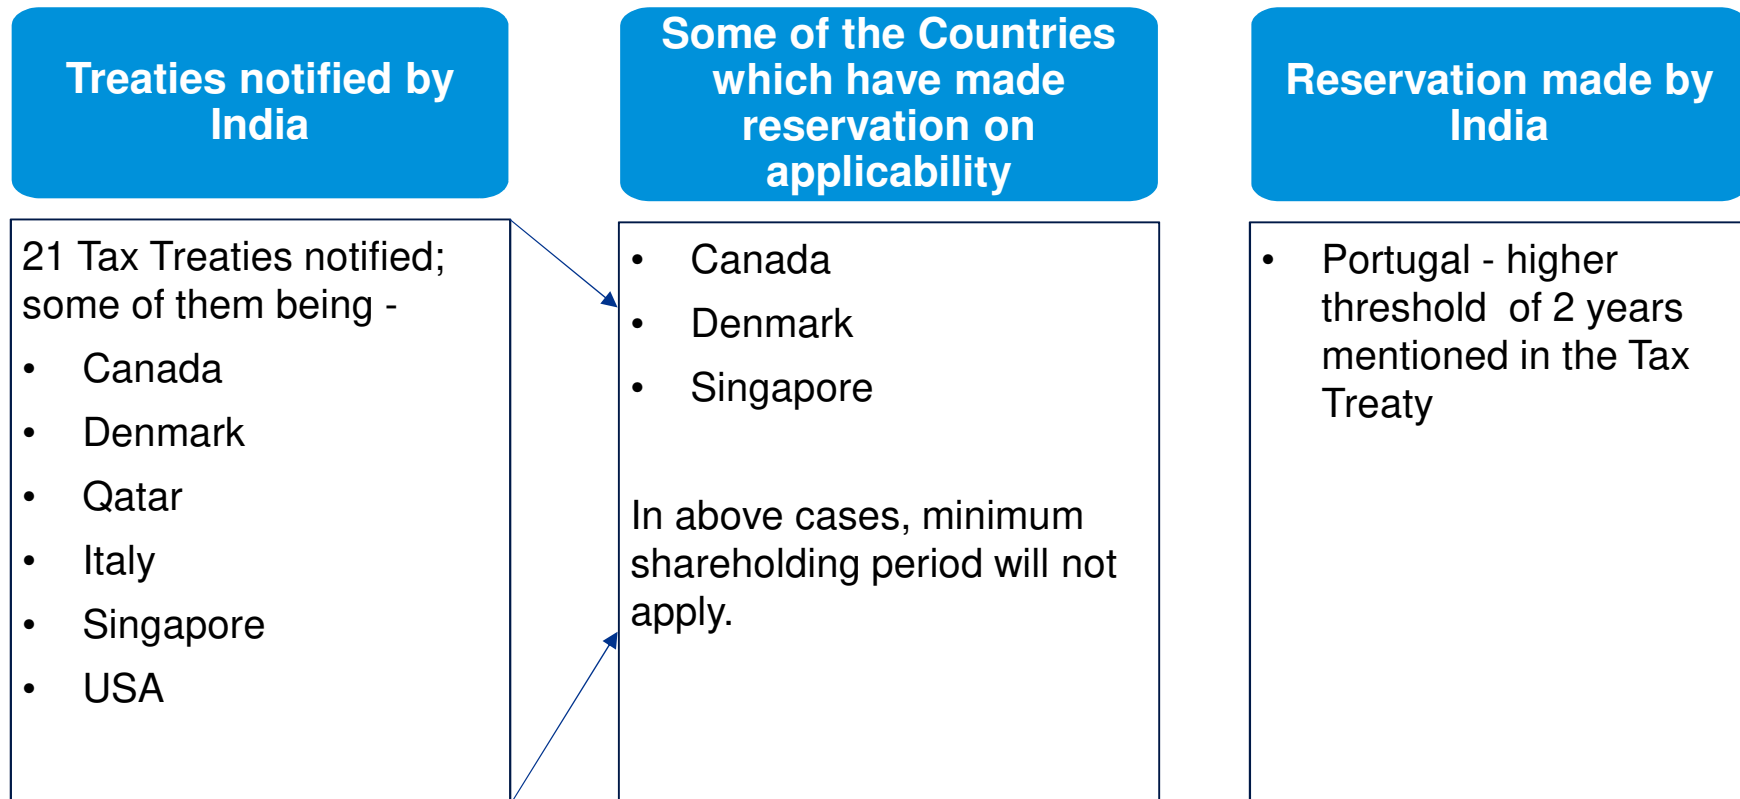 Treaties notified by
India
21 Tax Treaties notified;
some of them being -
• Canada
• Denmark
• Qatar
• Italy
• Singapore
• USA
Some of the Countries
which have made
reservation on
applicability
• Canada
• Denmark
• Singapore
In above cases, minimum
shareholding period will not
apply.
Reservation made by
India
• Portugal - higher
threshold of 2 years
mentioned in the Tax
Treaty